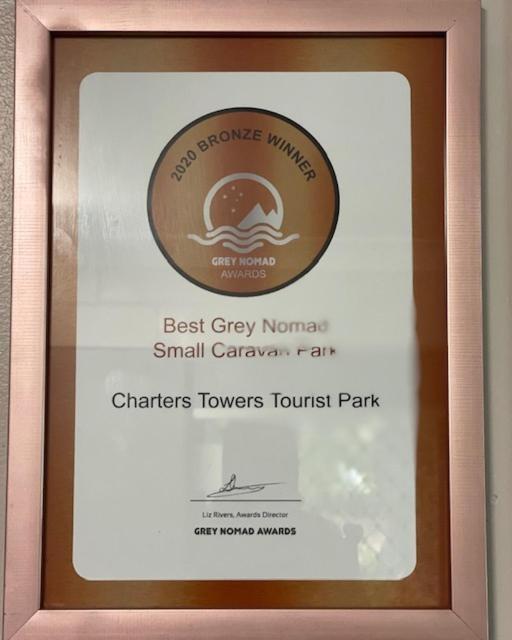 2020 BRONZE WINNER
GREY NOMAD
AWARDS
Best Grey Nomad
Small Caravan Park
Charters Towers Tourist Park
Liz Rivers, Awards Director
GREY NOMAD AWARDS